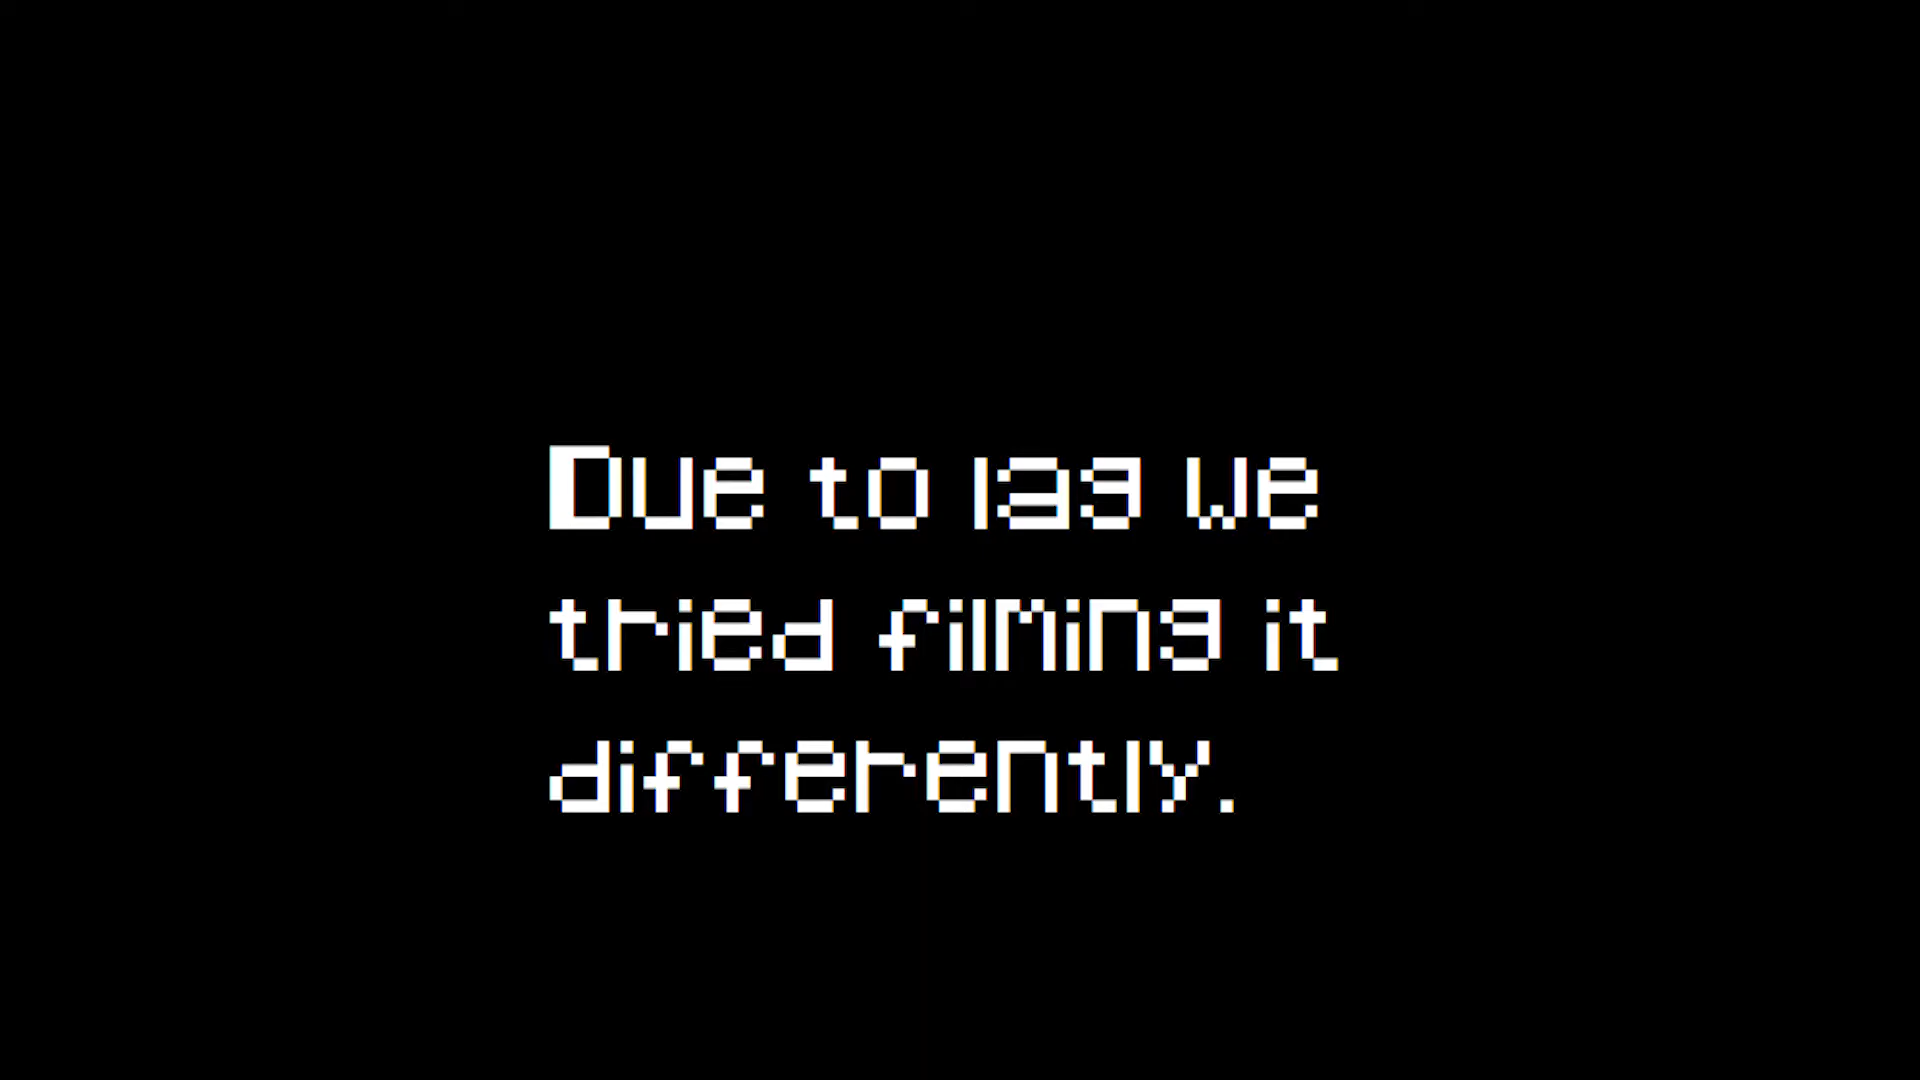 Due to lag we
tried filming it
differently.